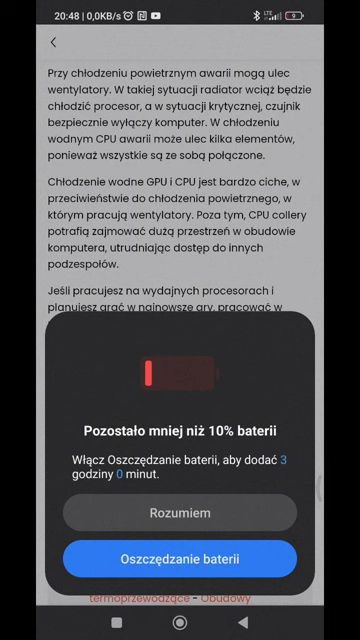 20:48 | 0,0KB/s
LTE
9
Przy chłodzeniu powietrznym awarii mogą ulec
wentylatory. W takiej sytuacji radiator wciąż będzie
chłodzić procesor, a w sytuacji krytycznej, czujnik
bezpiecznie wyłączy komputer. W chłodzeniu
wodnym CPU awarii może ulec kilka elementów,
ponieważ wszystkie są ze sobą połączone.
Chłodzenie wodne GPU i CPU jest bardzo ciche, w
przeciwieństwie do chłodzenia powietrznego, w
którym pracują wentylatory. Poza tym, CPU collery
potrafią zajmować dużą przestrzeń w obudowie
komputera, utrudniając dostęp do innych
podzespołów.
Jeśli pracujesz na wydajnych procesorach i
planujesz grać w najnowsze gry, pracować w
Pozostało mniej niż 10% baterii
Włącz Oszczędzanie baterii, aby dodać 3
godziny 0 minut.
Rozumiem
Oszczędzanie baterii
termoprzewodzące - Obudowy